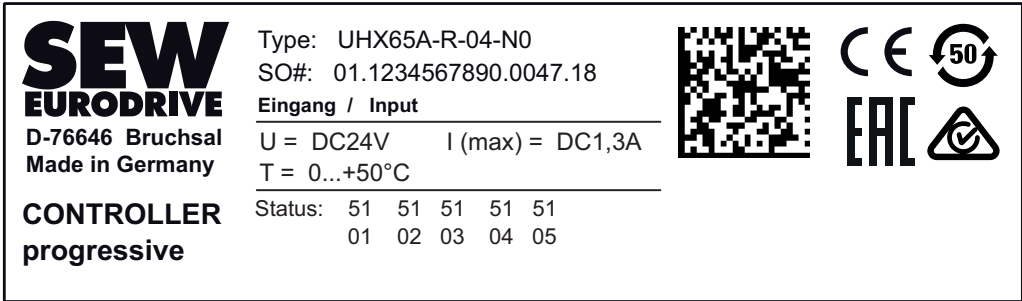 SEW
EURODRIVE
D-76646 Bruchsal
Made in Germany
CONTROLLER
progressive
Type: UHX65A-R-04-N0
SO#: 01.1234567890.0047.18
Eingang / Input
U = DC24V I (max) = DC1,3A
T = 0...+50°C
Status: 51 51 51 51 51
01 02 03 04 05
CE
50
EAC